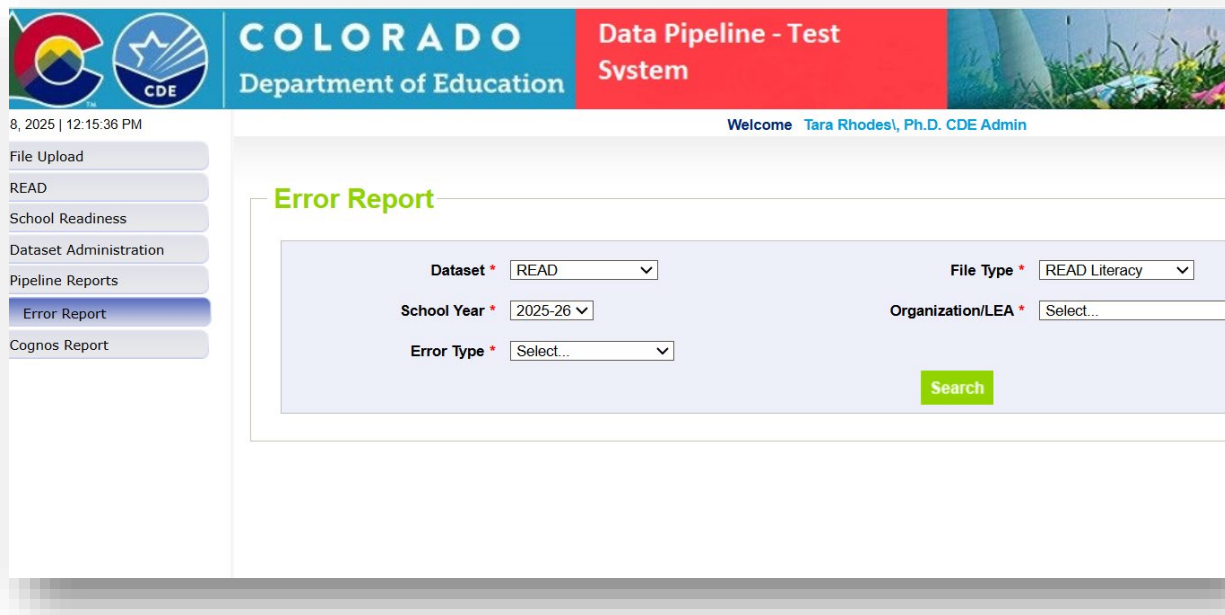 COLORADO
Department of Education
CDE
TM
Data Pipeline - Test
System
8, 2025 | 12:15:36 PM
Welcome Tara Rhodes\, Ph.D. CDE Admin
File Upload
READ
School Readiness
Dataset Administration
Pipeline Reports
Error Report
Cognos Report
Error Report
Dataset * READ
File Type * READ Literacy
School Year * 2025-26
Organization/LEA * Select...
Error Type * Select...
Search